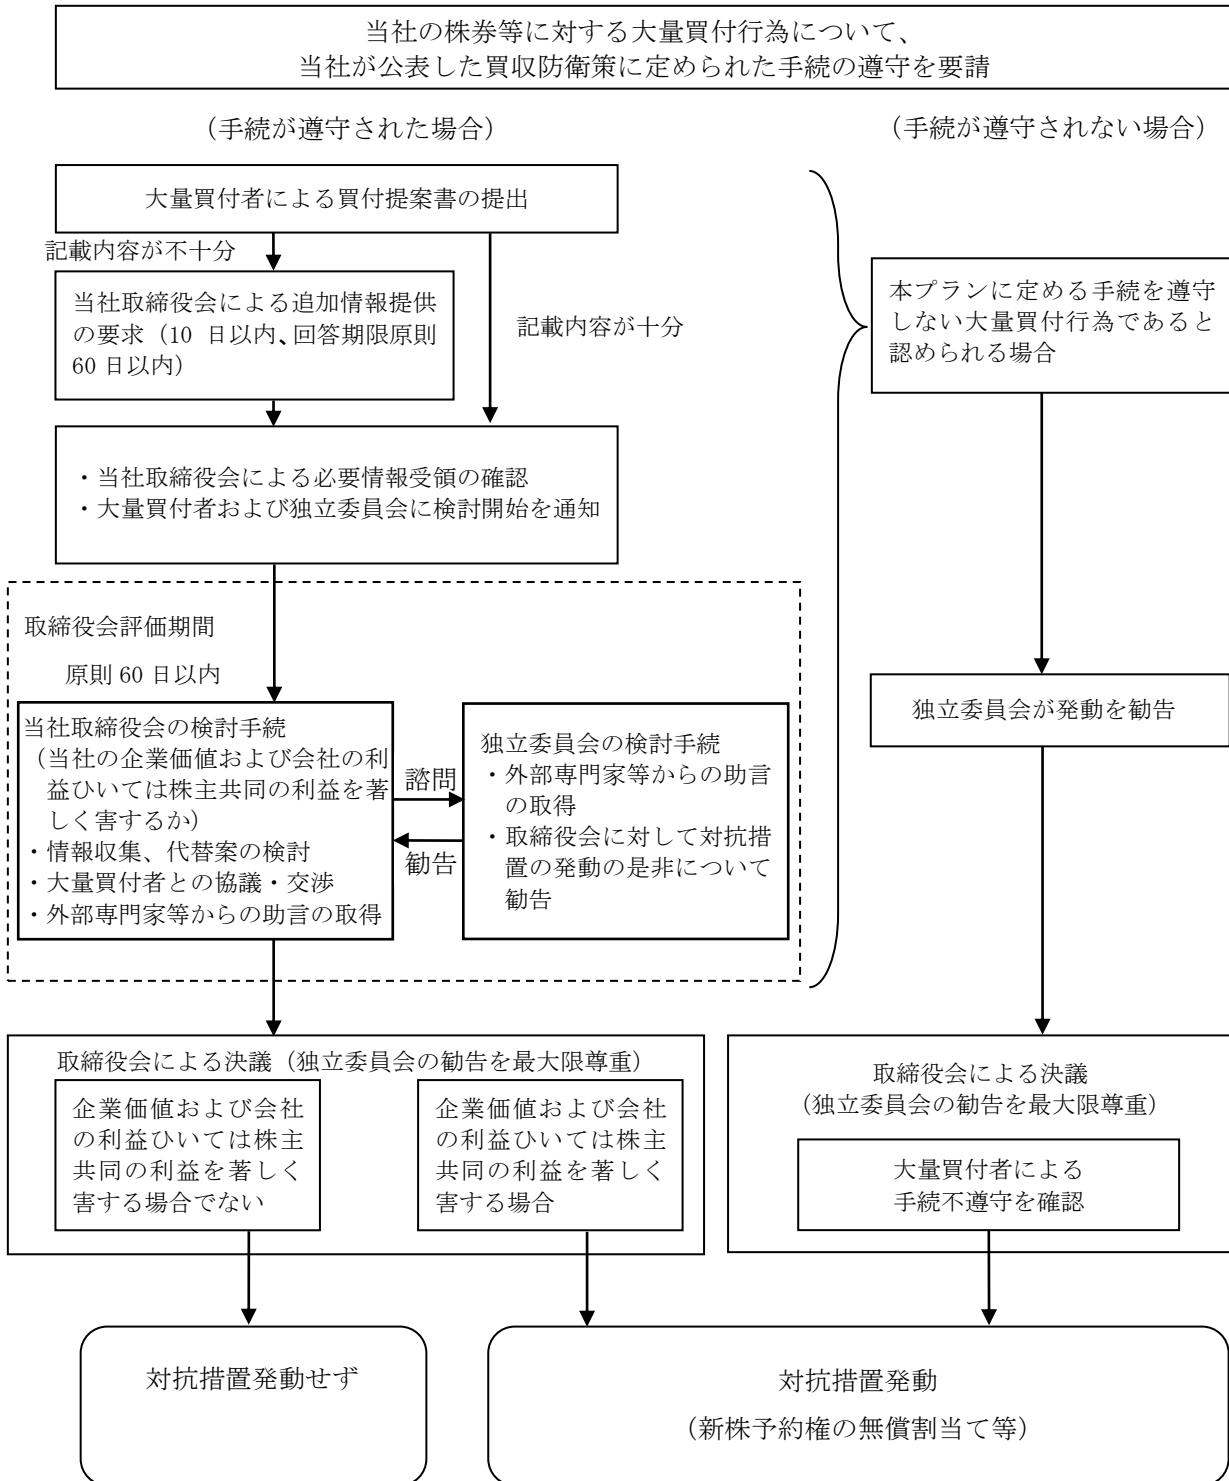 当社の株券等に対する大量買付行為について、
当社が公表した買収防衛策に定められた手続の遵守を要請
（手続が遵守された場合）
（手続が遵守されない場合）
大量買付者による買付提案書の提出
記載内容が不十分
当社取締役会による追加情報提供
の要求（10 日以内、回答期限原則
60 日以内）
記載内容が十分
・当社取締役会による必要情報受領の確認
・大量買付者および独立委員会に検討開始を通知
取締役会評価期間
原則 60 日以内
当社取締役会の検討手続
（当社の企業価値および会社の利
益ひいては株主共同の利益を著
しく害するか）
・情報収集、代替案の検討
・大量買付者との協議・交渉
・外部専門家等からの助言の取得
諮問
勧告
独立委員会の検討手続
・外部専門家等からの助言
の取得
・取締役会に対して対抗措
置の発動の是非について
勧告
本プランに定める手続を遵守
しない大量買付行為であると
認められる場合
独立委員会が発動を勧告
取締役会による決議（独立委員会の勧告を最大限尊重）
企業価値および会社
の利益ひいては株主
共同の利益を著しく
害する場合でない
企業価値および会社
の利益ひいては株主
共同の利益を著しく
害する場合
取締役会による決議
（独立委員会の勧告を最大限尊重）
大量買付者による
手続不遵守を確認
対抗措置発動せず
対抗措置発動
（新株予約権の無償割当て等）